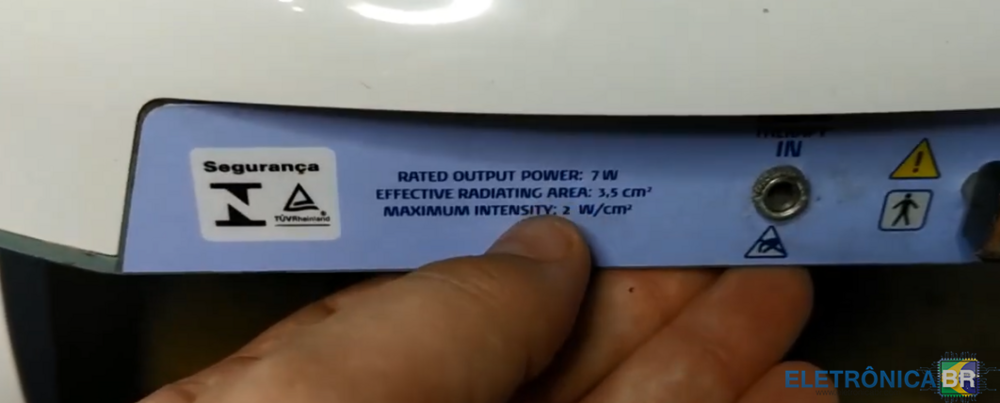 Segurança
TÜVRheinland
RATED OUTPUT POWER: 7 W
EFFECTIVE RADIATING AREA: 3,5 cm²
MAXIMUM INTENSITY: 2 W/cm²
THERAPY
IN
ELETRÔNICA BR